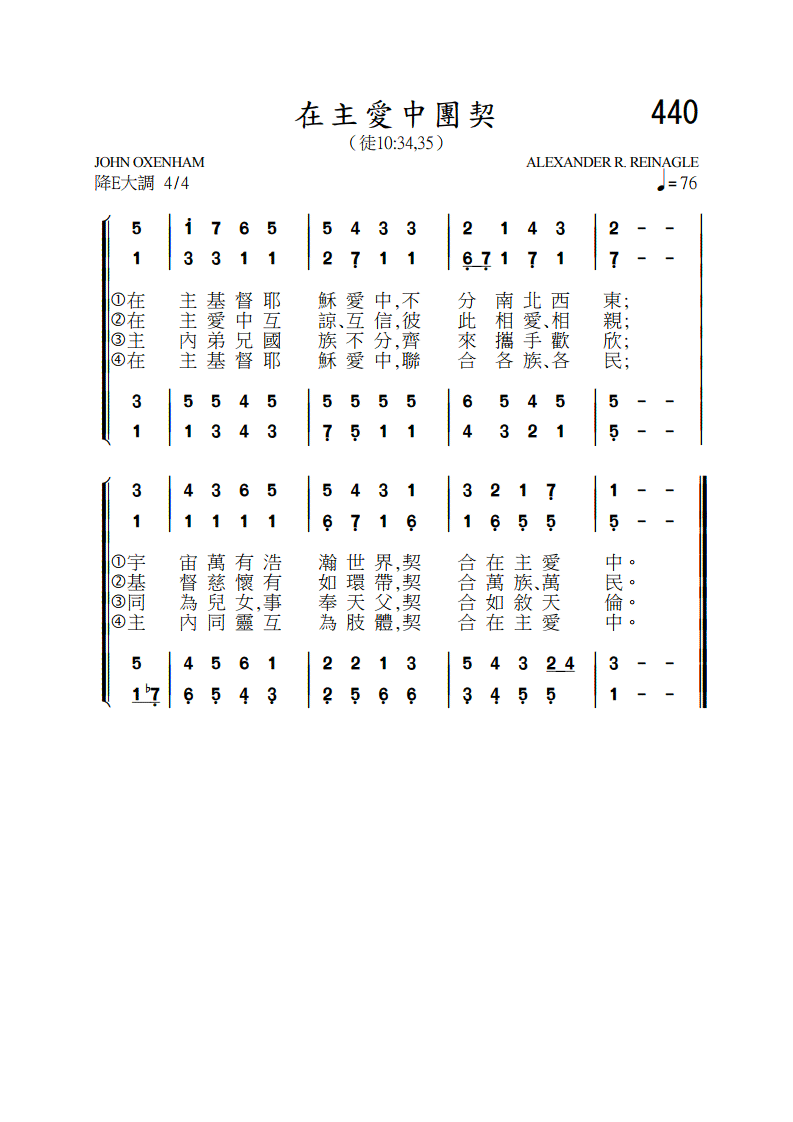 在主愛中團契 440
（徒10:34,35）
JOHN OXENHAM ALEXANDER R. REINAGLE
降E大調 4/4 ♩=76
5 | i̇ 7 6 5 | 5 4 3 3 | 2 1 4 3 | 2 - - |
1 | 3 3 1 1 | 2 7̣ 1 1 | 6̣ 7̣ 1 7̣ 1 | 7̣ - - |
①在 主基督耶 穌愛中,不 分南北西 東;
②在 主愛中互 諒、互信,彼 此相愛、相 親;
③主 內弟兄國 族不分,齊 來攜手歡 欣;
④在 主基督耶 穌愛中,聯 合各族、各 民;
3 | 5 5 4 5 | 5 5 5 5 | 6 5 4 5 | 5 - - |
1 | 1 3 4 3 | 7̣ 5̣ 1 1 | 4 3 2 1 | 5̣ - - |
3 | 4 3 6 5 | 5 4 3 1 | 3 2 1 7̣ | 1 - - ‖
1 | 1 1 1 1 | 6̣ 7̣ 1 6̣ | 1 6̣ 5̣ 5̣ | 5̣ - - ‖
①宇 宙萬有浩 瀚世界,契 合在主愛 中。
②基 督慈懷有 如環帶,契 合萬族、萬 民。
③同 為兒女,事 奉天父,契 合如敘天 倫。
④主 內同靈互 為肢體,契 合在主愛 中。
5 | 4 5 6 1 | 2 2 1 3 | 5 4 3 2 4 | 3 - - ‖
1 ♭7̣ | 6̣ 5̣ 4̣ 3̣ | 2̣ 5̣ 6̣ 6̣ | 3̣ 4̣ 5̣ 5̣ | 1 - - ‖